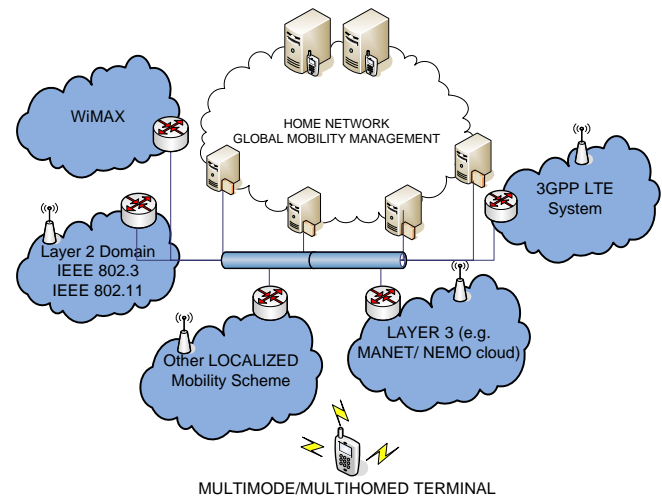 WiMAX
HOME NETWORK
GLOBAL MOBILITY MANAGEMENT
3GPP LTE
System
Layer 2 Domain
IEEE 802.3
IEEE 802.11
Other LOCALIZED
Mobility Scheme
LAYER 3 (e.g.
MANET/ NEMO cloud)
MULTIMODE/MULTIHOMED TERMINAL